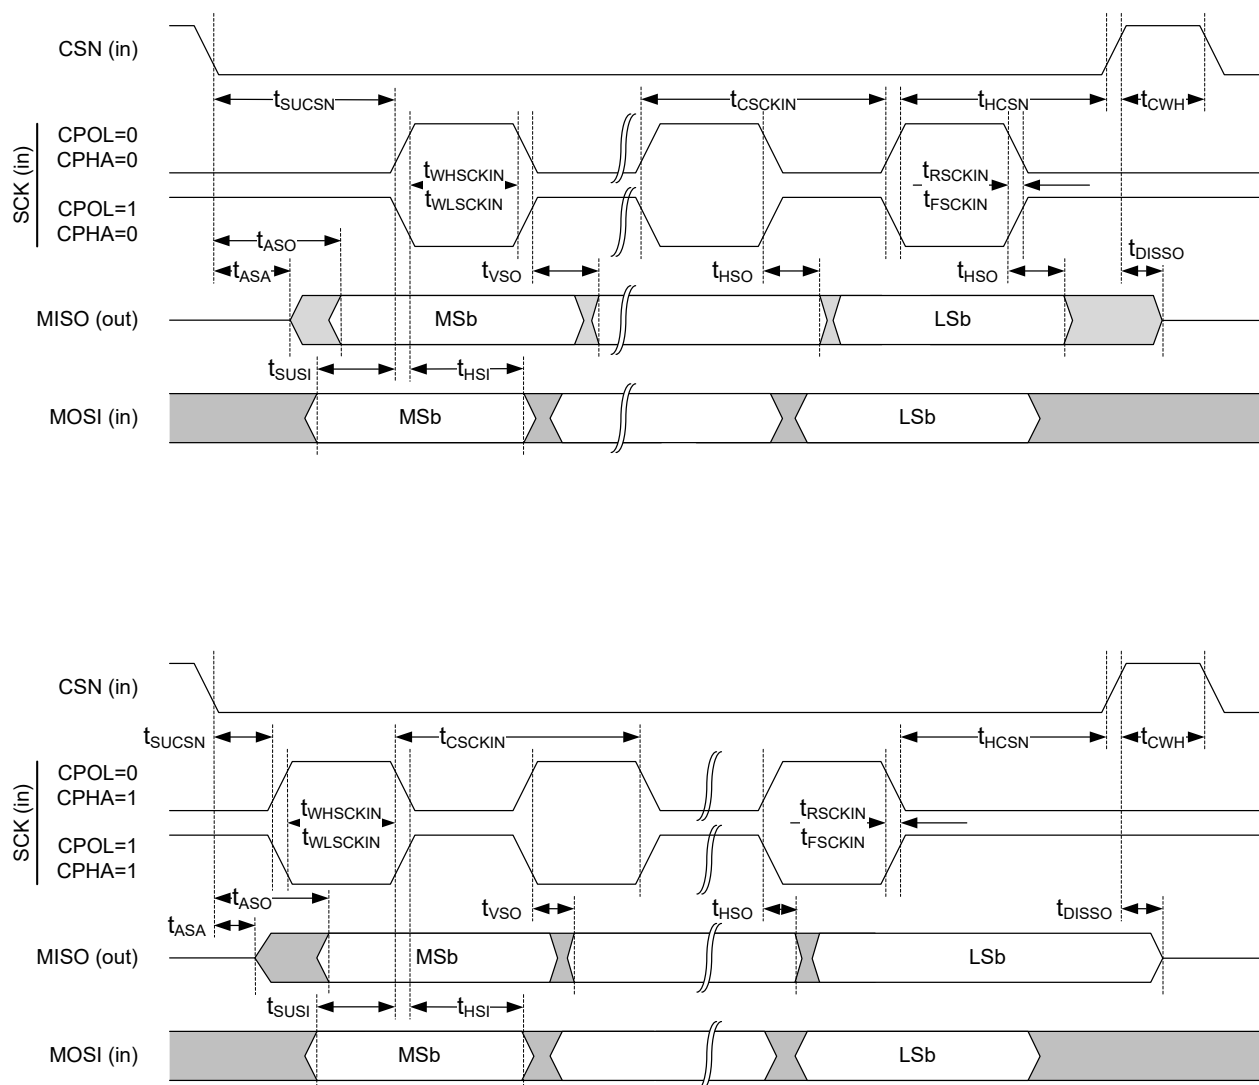 CSN (in)
tSUCSN
tCSCKIN
tHCSN
tCWH
SCK (in)
CPOL=0
CPHA=0
tWHSCKIN
tRSCKIN
CPOL=1
CPHA=0
tWLSCKIN
tFSCKIN
tASO
tASA
tVSO
tHSO
tHSO
tDISSO
MISO (out)
MSb
LSb
tSUSI
tHSI
MOSI (in)
MSb
LSb
CSN (in)
tSUCSN
tCSCKIN
tHCSN
tCWH
SCK (in)
CPOL=0
CPHA=1
tWHSCKIN
tRSCKIN
CPOL=1
CPHA=1
tWLSCKIN
tFSCKIN
tASO
tASA
tVSO
tHSO
tDISSO
MISO (out)
MSb
LSb
tSUSI
tHSI
MOSI (in)
MSb
LSb